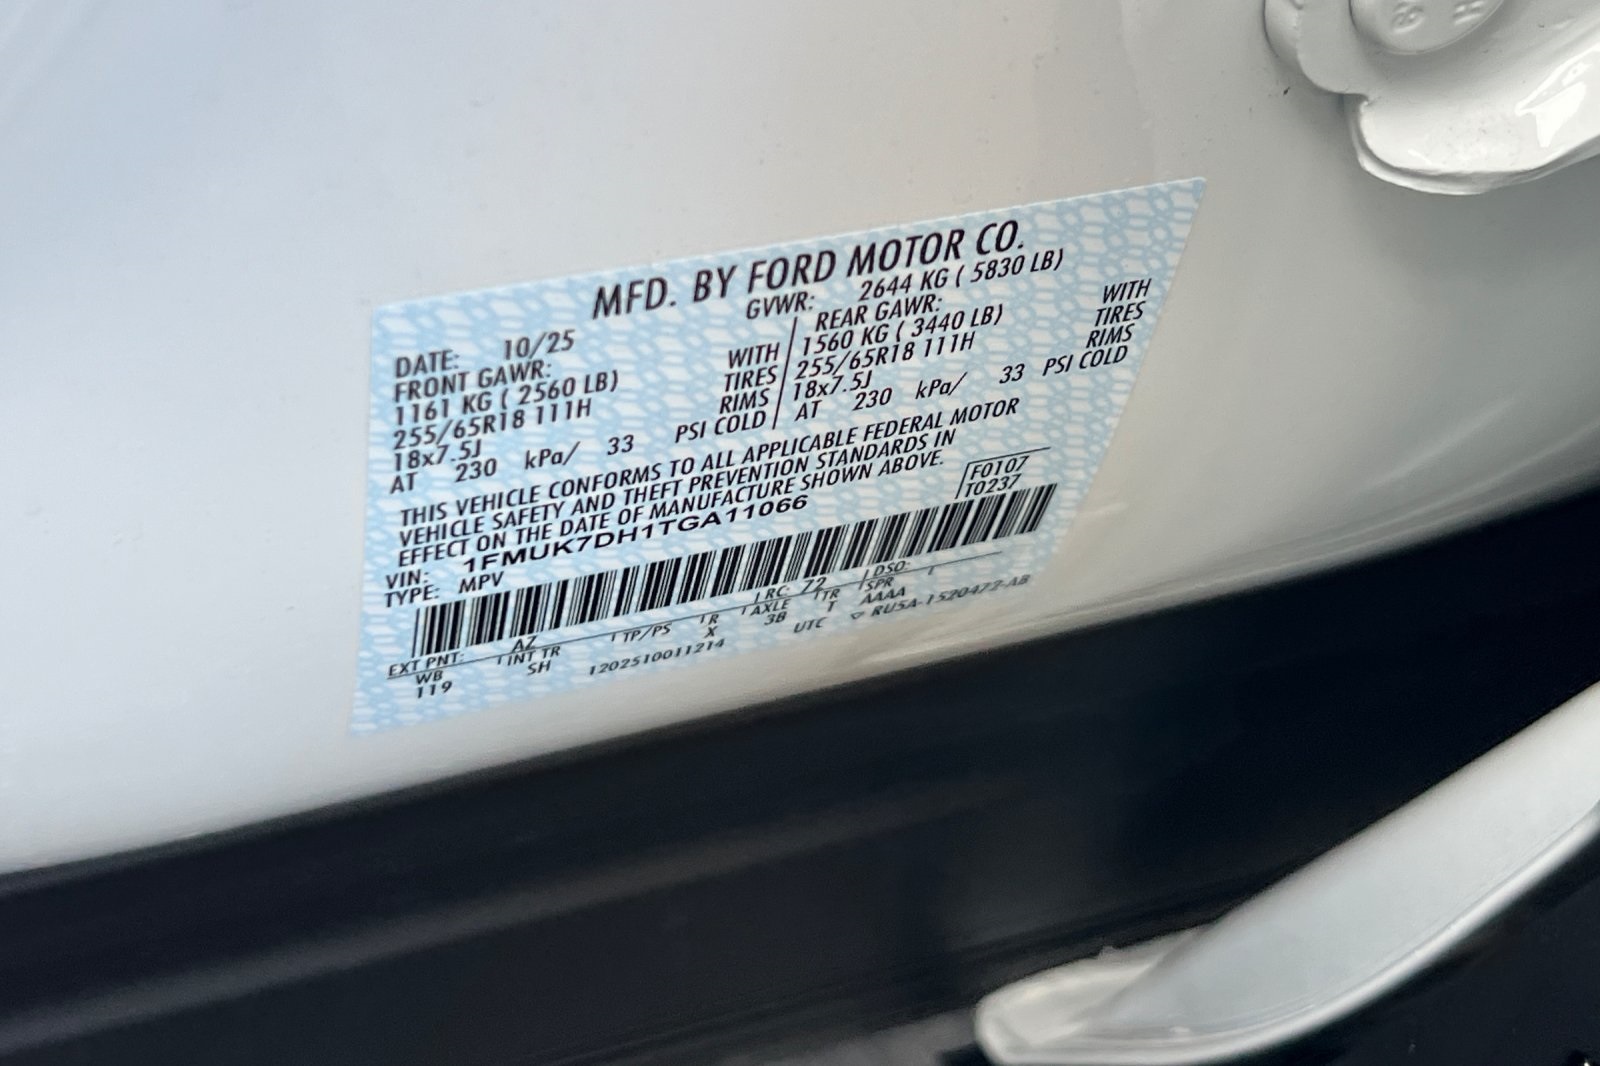 MFD. BY FORD MOTOR CO.
DATE: 10/25 GVWR: 2644 KG ( 5830 LB)
FRONT GAWR: REAR GAWR:
1161 KG ( 2560 LB) WITH 1560 KG ( 3440 LB) WITH
255/65R18 111H TIRES 255/65R18 111H TIRES
18x7.5J RIMS 18x7.5J RIMS
AT 230 kPa/ 33 PSI COLD AT 230 kPa/ 33 PSI COLD
THIS VEHICLE CONFORMS TO ALL APPLICABLE FEDERAL MOTOR
VEHICLE SAFETY AND THEFT PREVENTION STANDARDS IN
EFFECT ON THE DATE OF MANUFACTURE SHOWN ABOVE.
F0107
T0237
VIN: 1FMUK7DH1TGA11066
TYPE: MPV
EXT PNT: AZ RC: 72 DSO:
WB INT TR TP/PS R AXLE TR SPR
119 SH X 3B T AAAA
1202510011214 UTC ▽ RU5A-1520472-AB